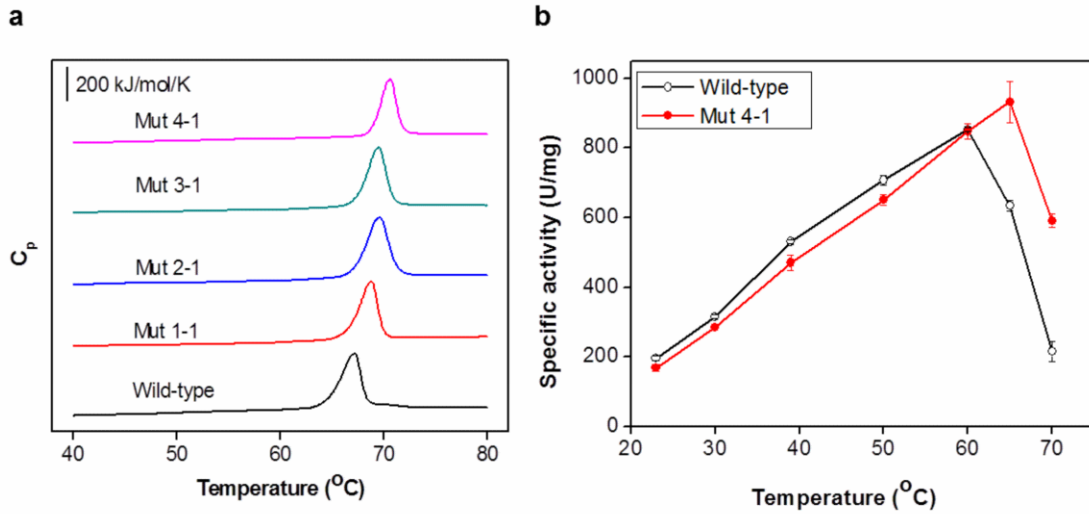 a
200 kJ/mol/K
Mut 4-1
Mut 3-1
Mut 2-1
Mut 1-1
Wild-type
Cp
40 50 60 70 80
Temperature (°C)
b
Wild-type
Mut 4-1
1000
800
600
400
200
0
Specific activity (U/mg)
20 30 40 50 60 70
Temperature (°C)